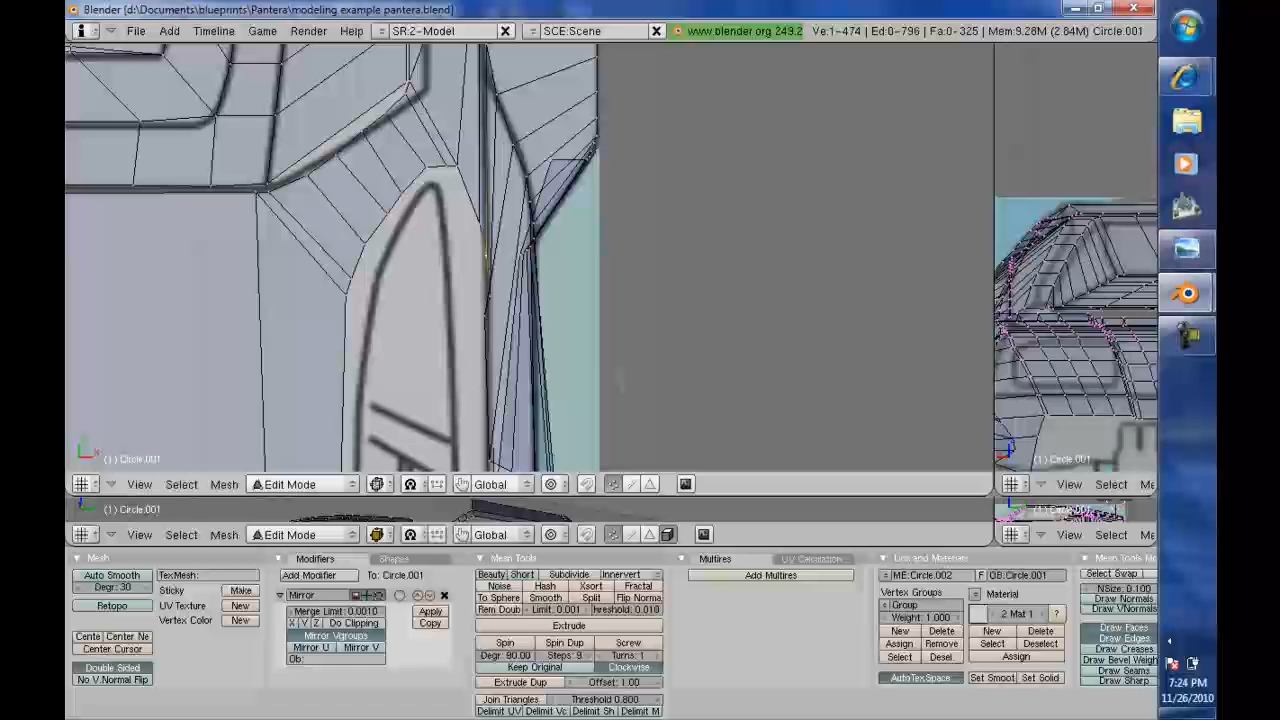 Blender [d:\Documents\blueprints\Pantera\modeling example pantera.blend]
File Add Timeline Game Render Help SR:2-Model SCE:Scene www.blender.org 249.2 Ve:1-474 | Ed:0-796 | Fa:0-325 | Mem:9.28M (2.84M) Circle.001
(1) Circle.001
(1) Circle.001
View Select Mesh Edit Mode Global
View Select Me
(1) Circle.001
(1) Circle.001
View Select Mesh Edit Mode Global
View Select Me
Mesh
Auto Smooth
Degr: 30
Retopo
Cente Center Ne
Center Cursor
Double Sided
No V.Normal Flip
TexMesh:
Sticky Make
UV Texture New
Vertex Color New
Modifiers Shapes
Add Modifier To: Circle.001
Mirror
Merge Limit: 0.0010
X Y Z Do Clipping
Mirror Vgroups
Mirror U Mirror V
Ob:
Apply
Copy
Mesh Tools
Beauty Short Subdivide Innervert
Noise Hash Xsort Fractal
To Sphere Smooth Split Flip Norma
Rem Doub Limit: 0.001 hreshold: 0.010
Extrude
Spin Spin Dup Screw
Degr: 90.00 Steps: 9 Turns: 1
Keep Original Clockwise
Extrude Dup Offset: 1.00
Join Triangles Threshold 0.800
Delimit UV Delimit Vc Delimit Sh Delimit M
Multires UV Calculation
Add Multires
Link and Materials
ME:Circle.002 F OB:Circle.001
Vertex Groups
Group
Weight: 1.000
New Delete
Assign Remove
Select Desel.
AutoTexSpace
2 Mat 1 ?
New Delete
Select Deselect
Assign
Set Smoot Set Solid
Mesh Tools Mo
Select Swap
NSize: 0.100
Draw Normals
Draw VNormals
Draw Faces
Draw Edges
Draw Creases
Draw Bevel Weigh
Draw Seams
Draw Sharp
7:24 PM
11/26/2010